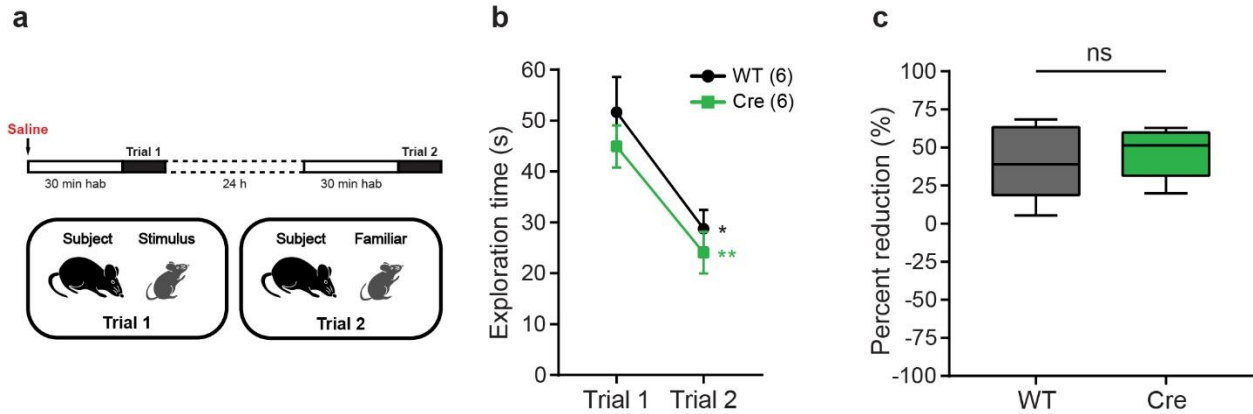 a
Saline
Trial 1
Trial 2
30 min hab
24 h
30 min hab
Subject
Stimulus
Trial 1
Subject
Familiar
Trial 2
b
Exploration time (s)
60
50
40
30
20
10
0
WT (6)
Cre (6)
*
**
Trial 1
Trial 2
c
Percent reduction (%)
ns
100
75
50
25
0
-25
-50
-75
-100
WT
Cre